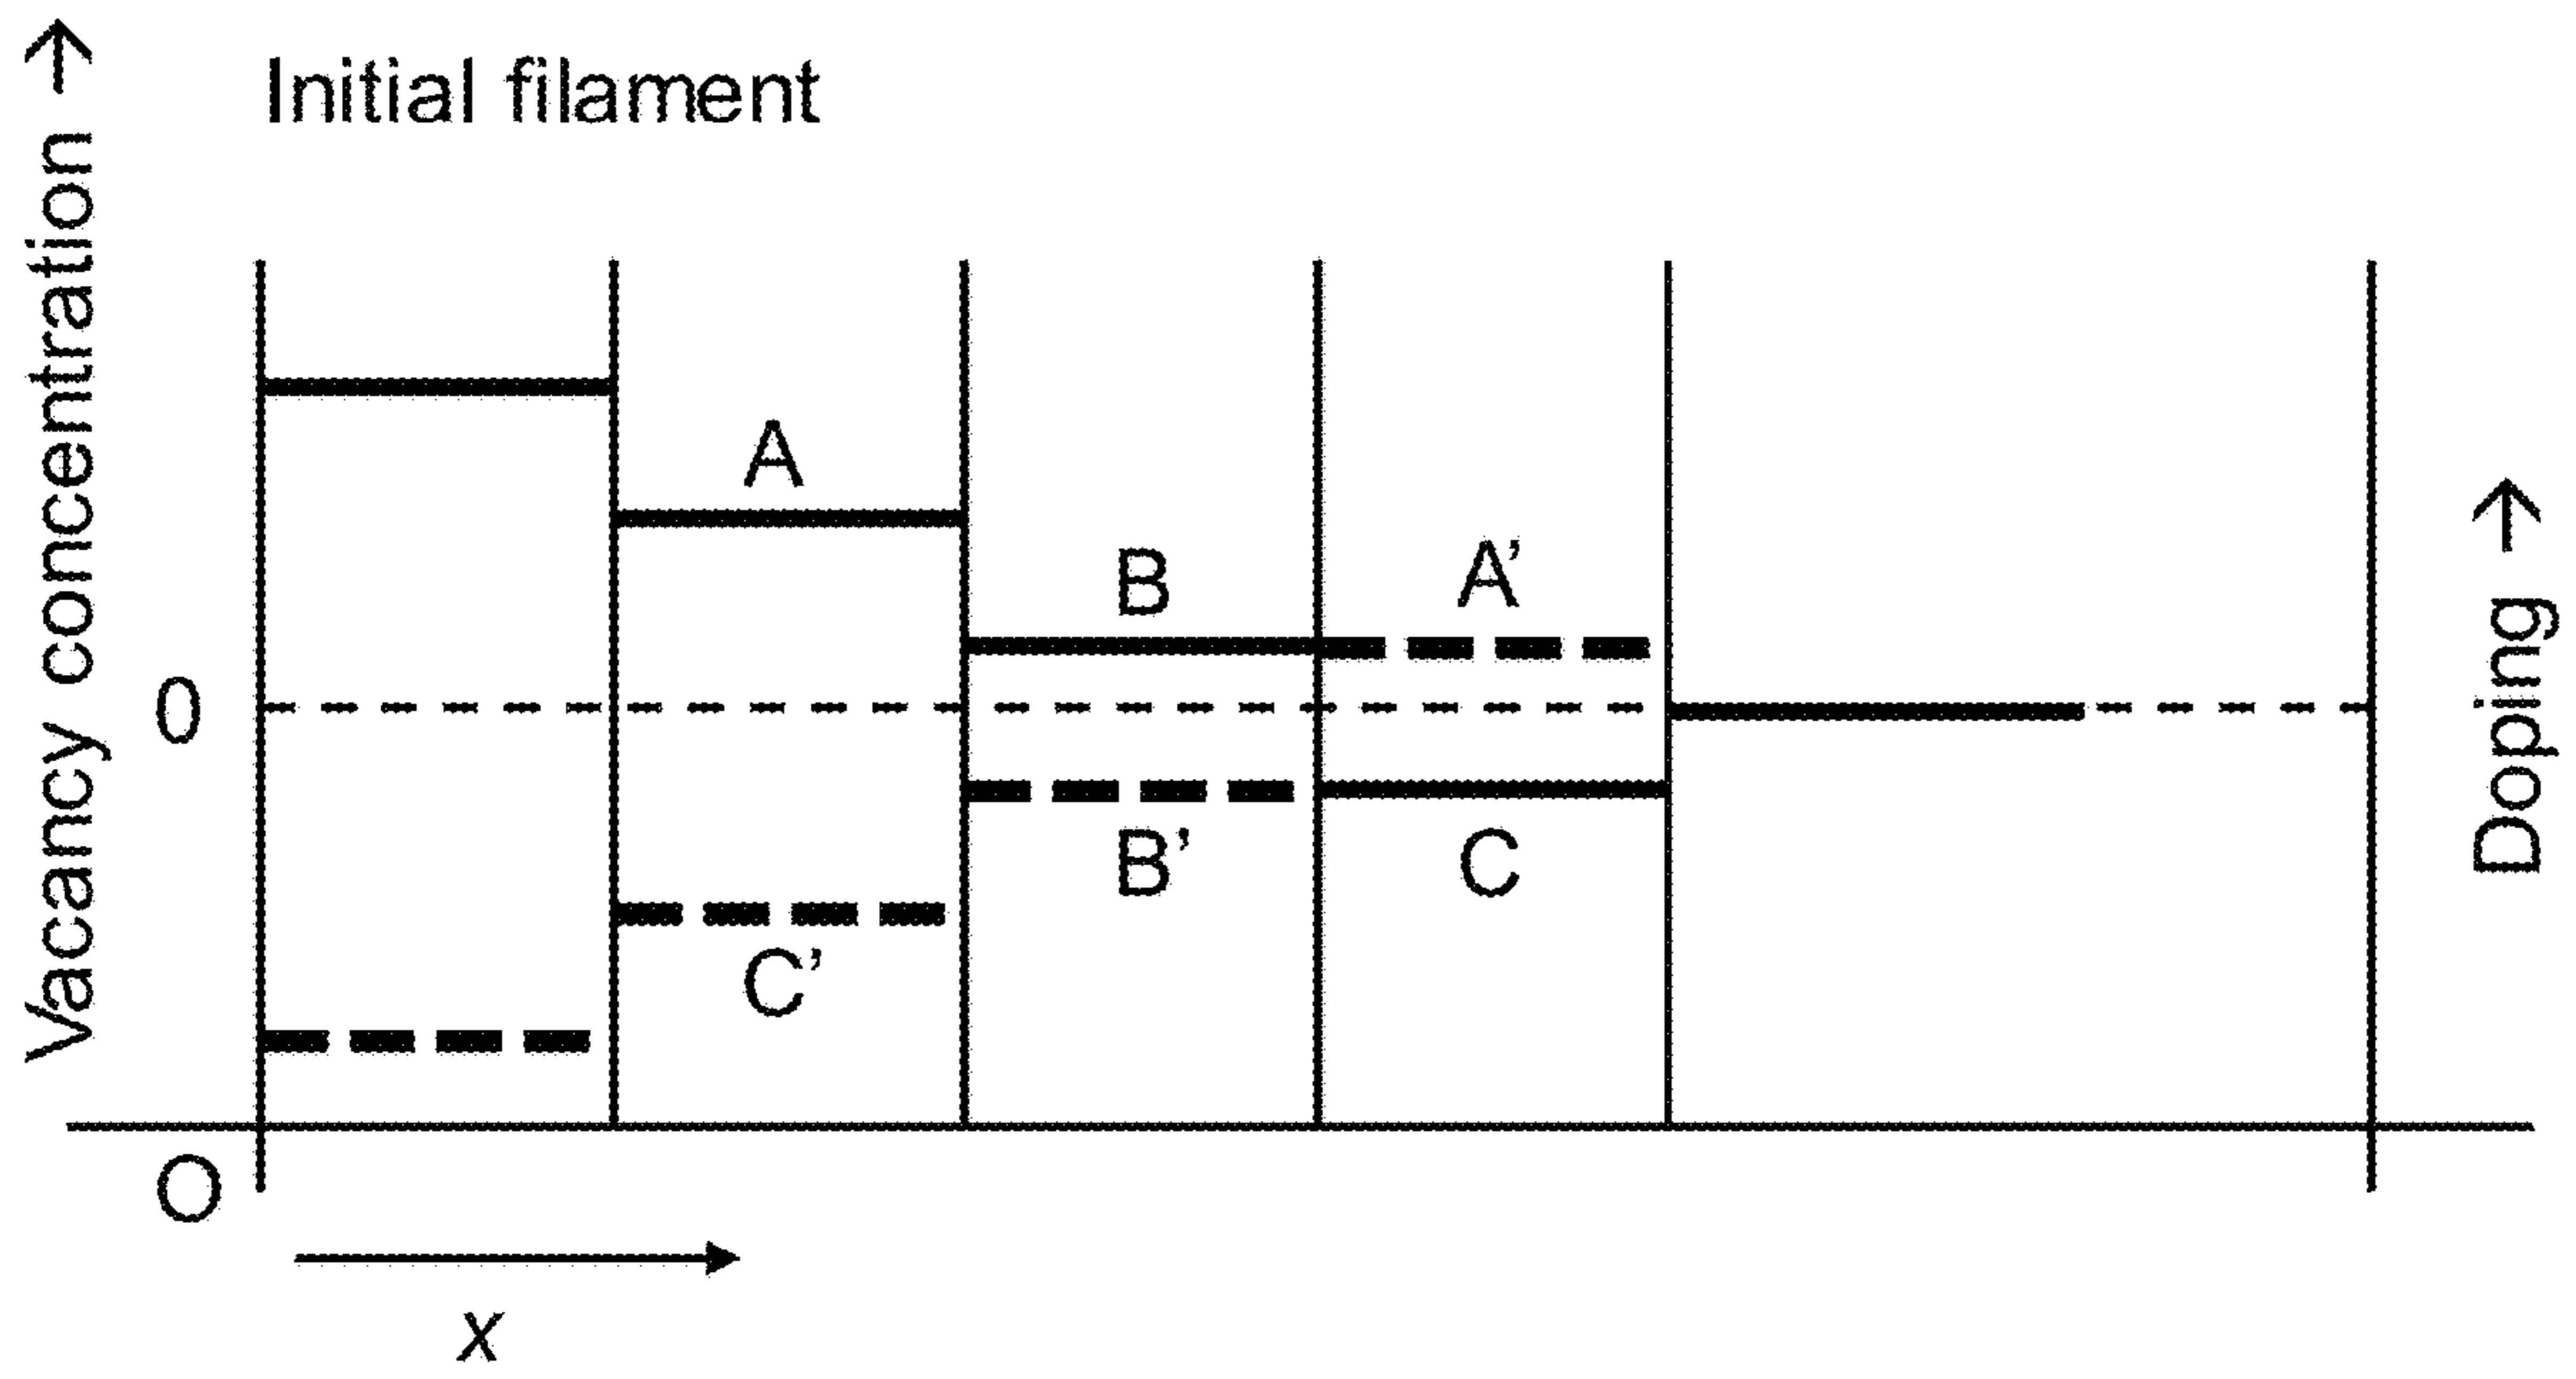 Vacancy concentration →
Initial filament
A
B
A’
0
B’
C
C’
Doping →
O
x